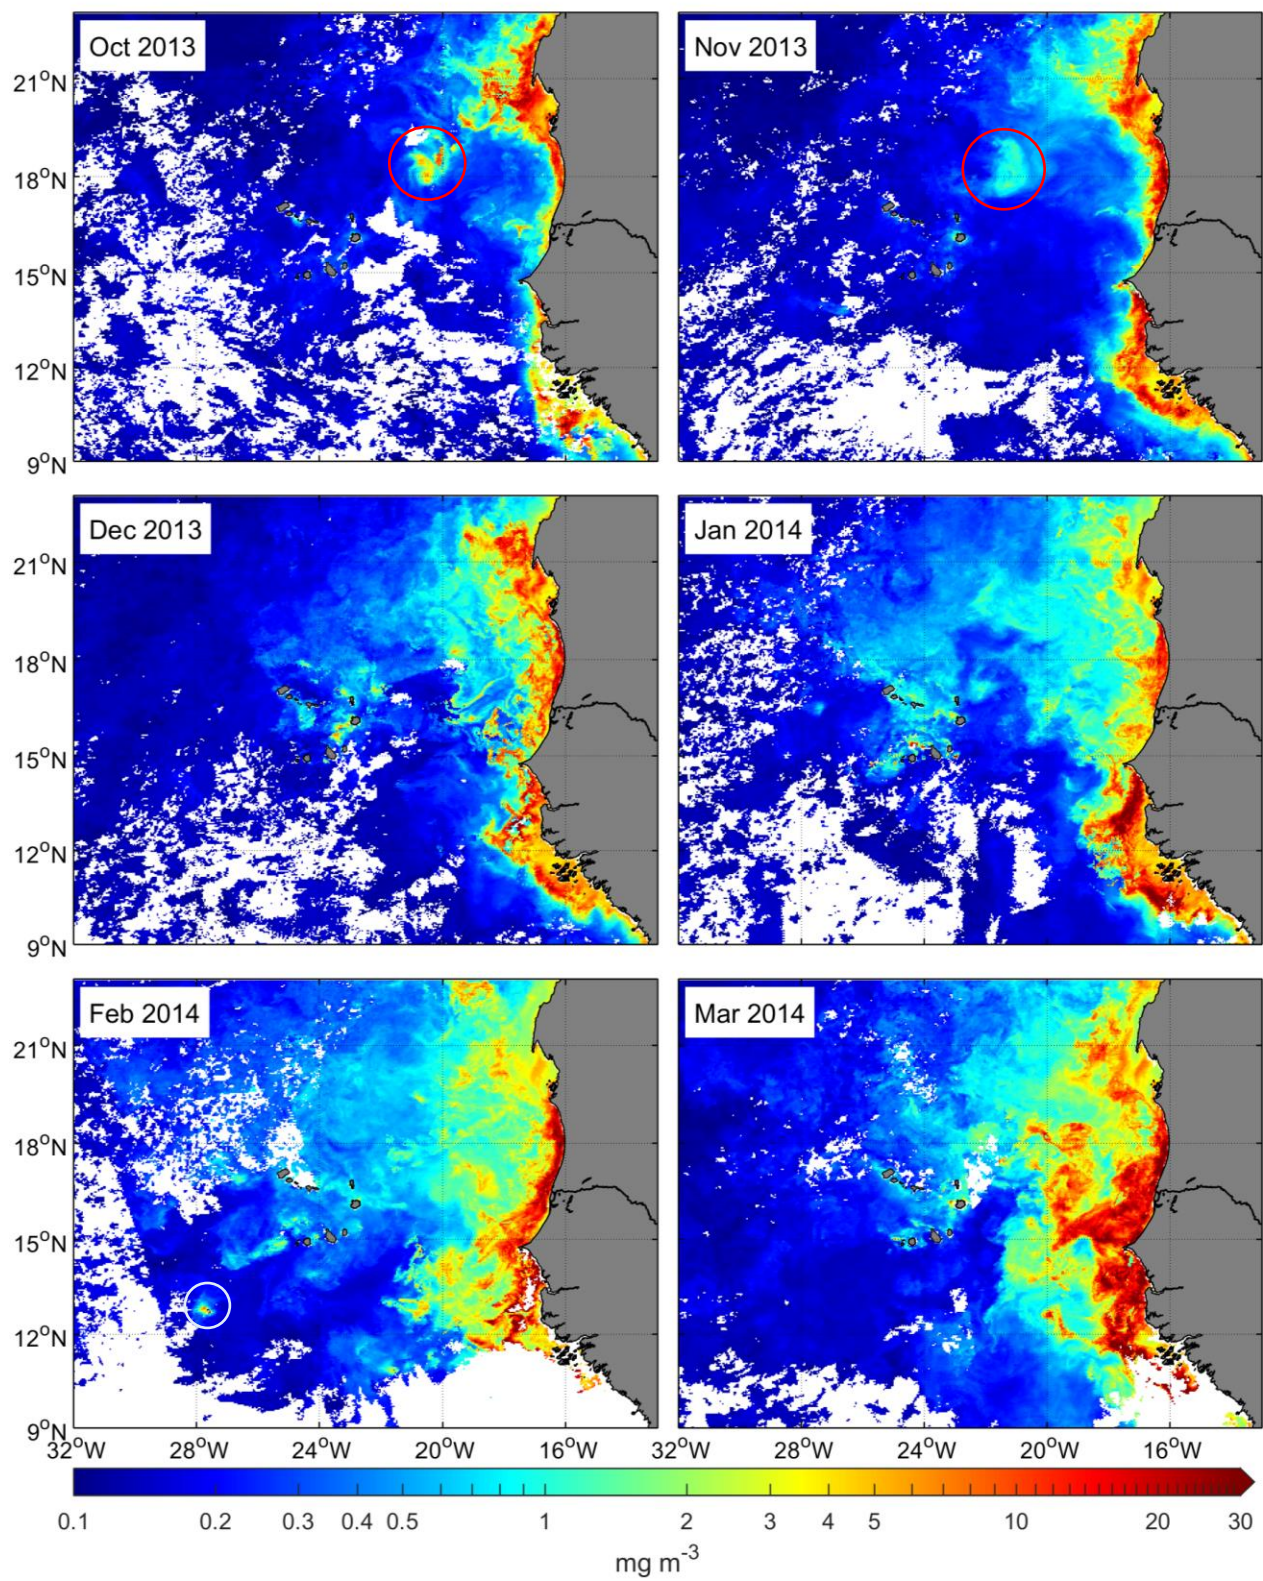 Oct 2013
Nov 2013
21°N
18°N
15°N
12°N
9°N
Dec 2013
Jan 2014
21°N
18°N
15°N
12°N
9°N
Feb 2014
Mar 2014
21°N
18°N
15°N
12°N
9°N
32°W 28°W 24°W 20°W 16°W 32°W 28°W 24°W 20°W 16°W
0.1 0.2 0.3 0.4 0.5 1 2 3 4 5 10 20 30
mg m⁻³